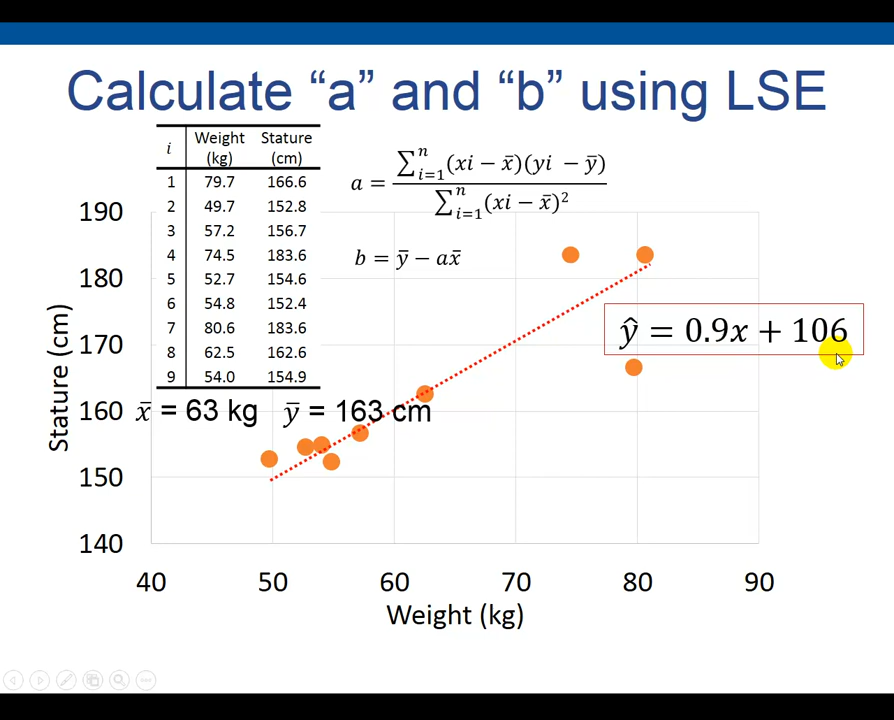 Calculate “a” and “b” using LSE
i Weight (kg) Stature (cm)
1 79.7 166.6
2 49.7 152.8
3 57.2 156.7
4 74.5 183.6
5 52.7 154.6
6 54.8 152.4
7 80.6 183.6
8 62.5 162.6
9 54.0 154.9
x̄ = 63 kg ȳ = 163 cm
a = ∑ⁿᵢ₌₁(xi − x̄)(yi − ȳ) / ∑ⁿᵢ₌₁(xi − x̄)²
b = ȳ − ax̄
ŷ = 0.9x + 106
Stature (cm)
190
180
170
160
150
140
40 50 60 70 80 90
Weight (kg)